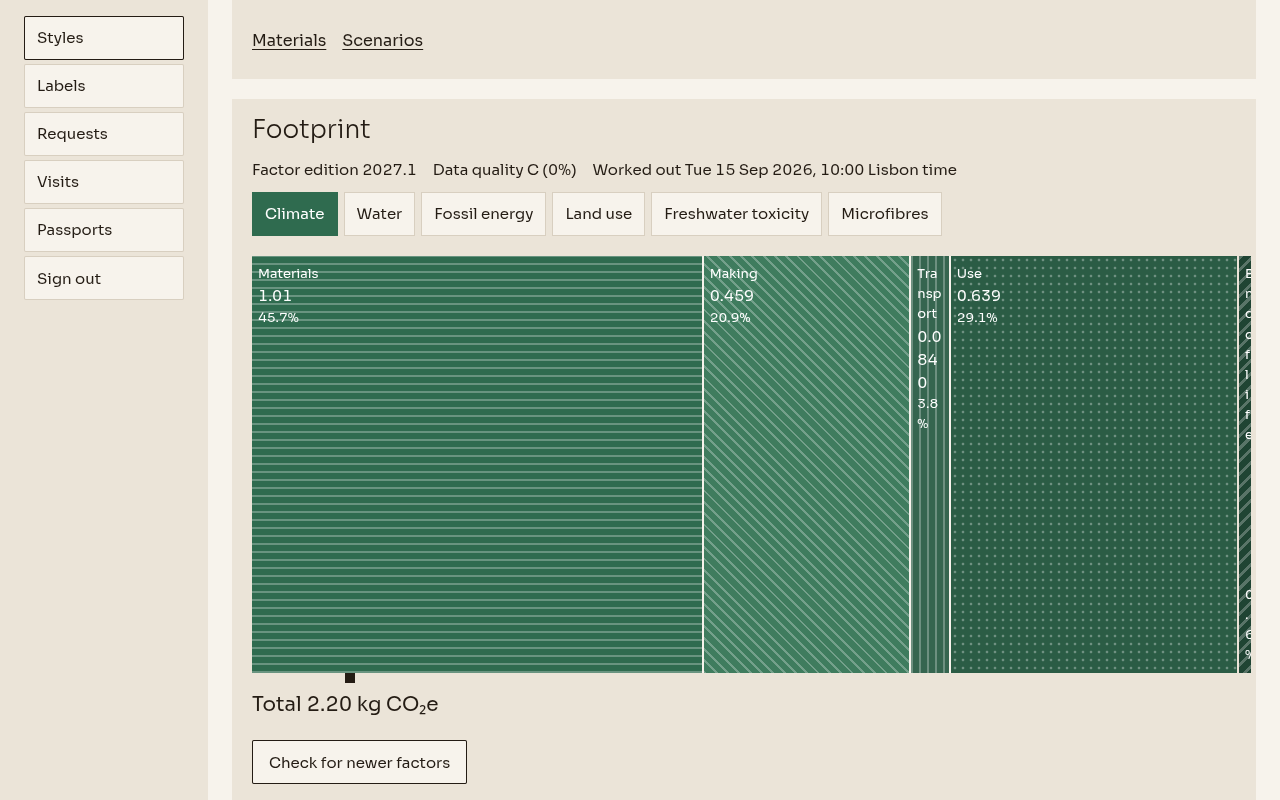 Styles
Labels
Requests
Visits
Passports
Sign out
Materials Scenarios
Footprint
Factor edition 2027.1 Data quality C (0%) Worked out Tue 15 Sep 2026, 10:00 Lisbon time
Climate Water Fossil energy Land use Freshwater toxicity Microfibres
Materials
1.01
45.7%
Making
0.459
20.9%
Tra
nsp
ort
0.0
84
0
3.8
%
Use
0.639
29.1%
Total 2.20 kg CO₂e
Check for newer factors